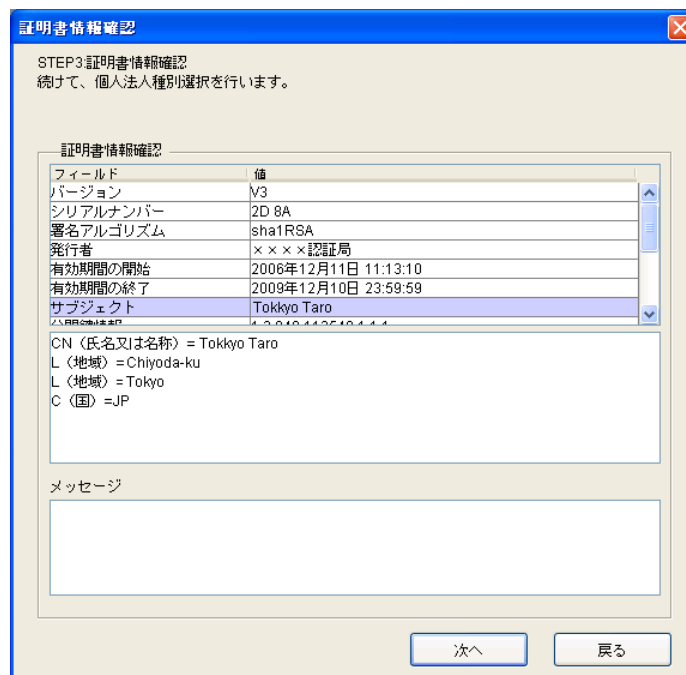 証明書情報確認
STEP3:証明書情報確認
続けて、個人法人種別選択を行います。
証明書情報確認
フィールド 値
バージョン V3
シリアルナンバー 2D 8A
署名アルゴリズム sha1RSA
発行者 ××××認証局
有効期間の開始 2006年12月11日 11:13:10
有効期間の終了 2009年12月10日 23:59:59
サブジェクト Tokkyo Taro
CN（氏名又は名称）= Tokkyo Taro
L（地域）=Chiyoda-ku
L（地域）=Tokyo
C（国）=JP
メッセージ
次へ 戻る